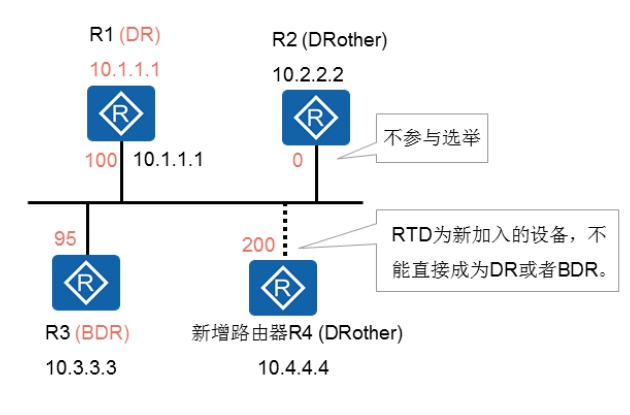 R1 (DR)
10.1.1.1
R
100
10.1.1.1
R2 (DRother)
10.2.2.2
R
0
不参与选举
95
R
R3 (BDR)
10.3.3.3
200
R
新增路由器R4 (DRother)
10.4.4.4
RTD为新加入的设备，不
能直接成为DR或者BDR。